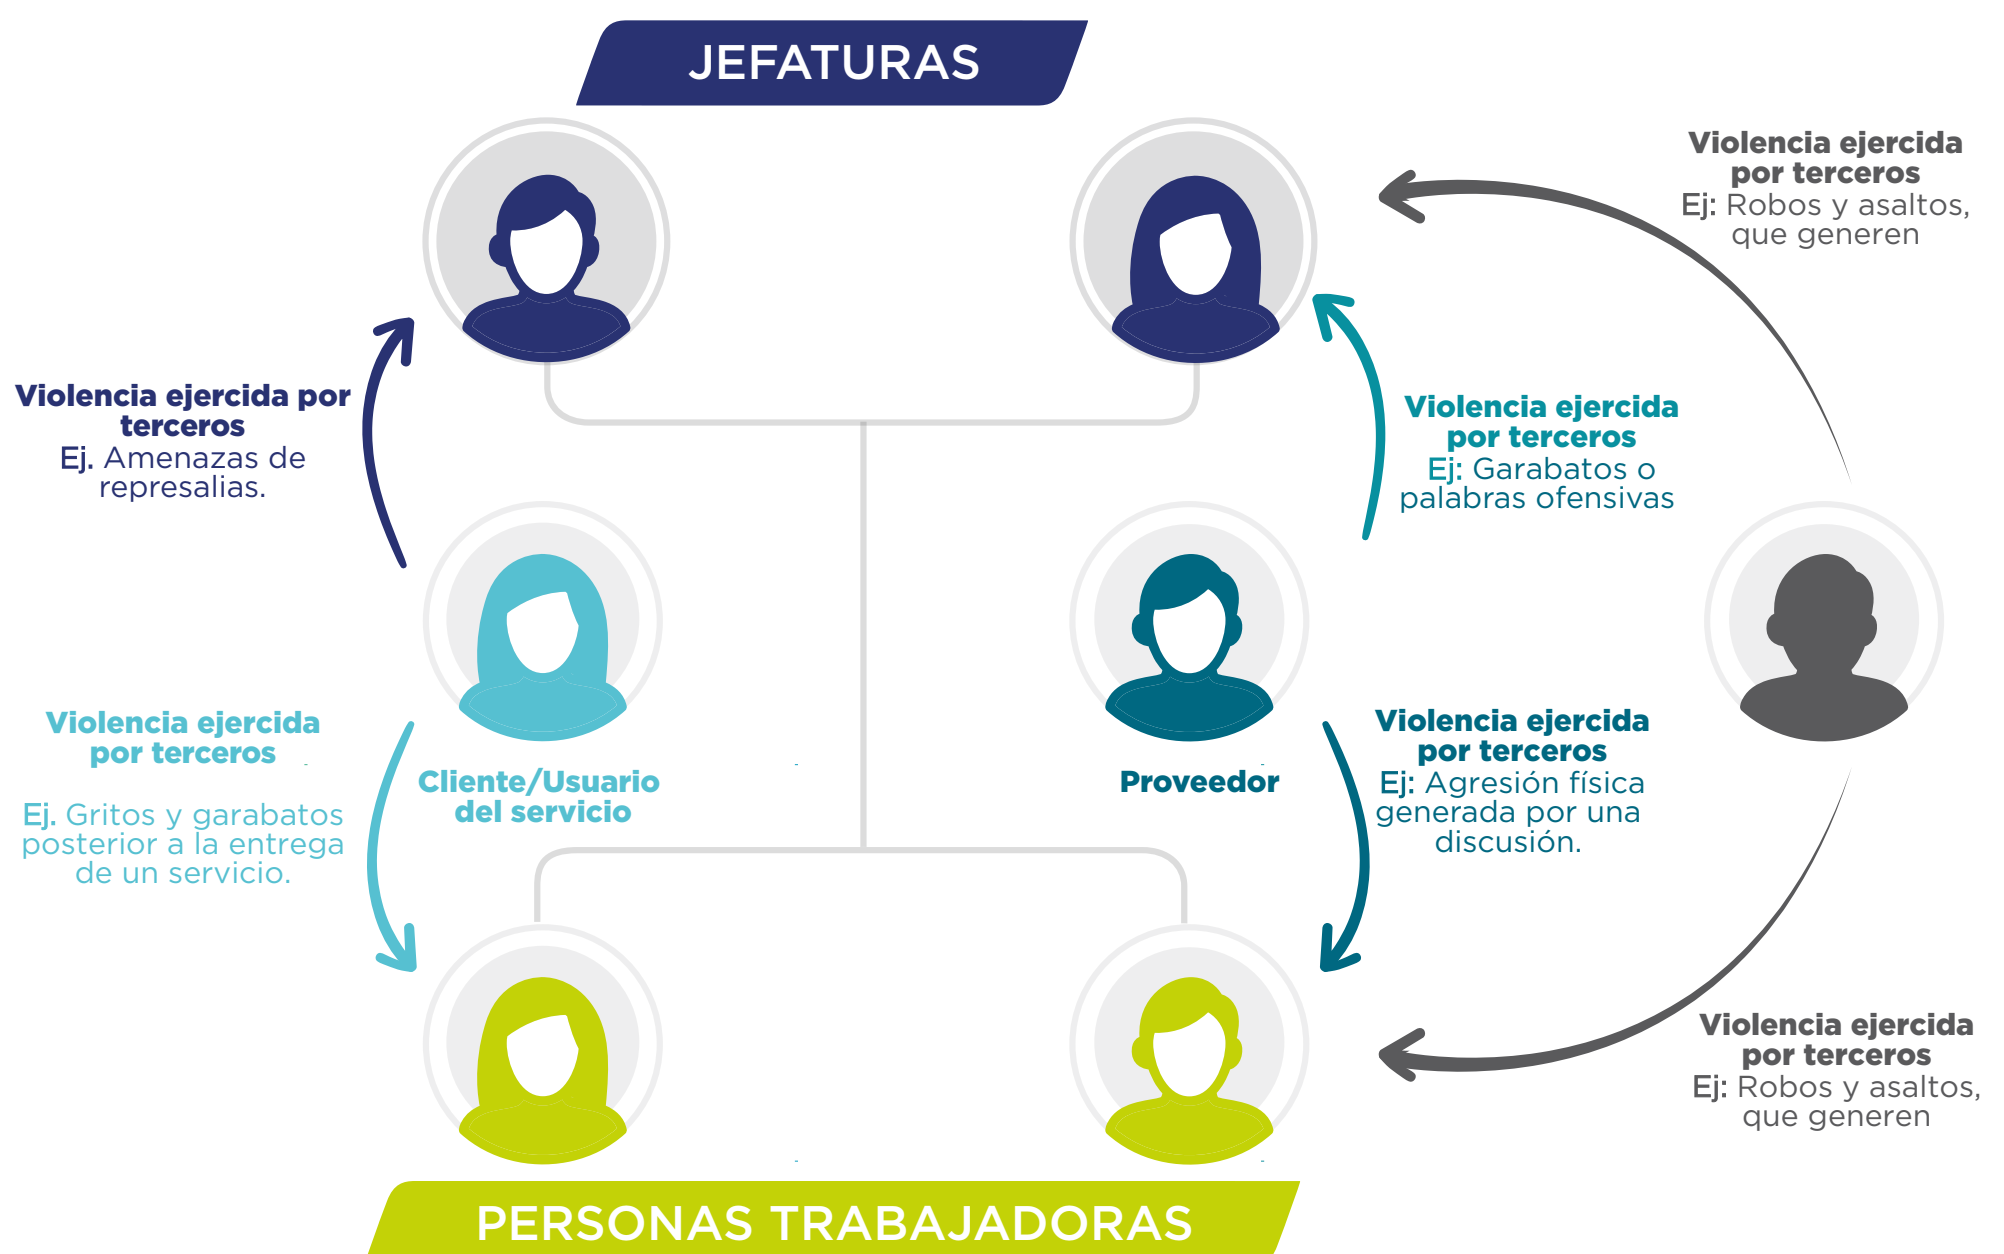 JEFATURAS
Violencia ejercida
por terceros
Ej: Robos y asaltos,
que generen
Violencia ejercida por
terceros
Ej. Amenazas de
represalias.
Violencia ejercida
por terceros
Ej: Garabatos o
palabras ofensivas
Violencia ejercida
por terceros
Ej. Gritos y garabatos
posterior a la entrega
de un servicio.
Cliente/Usuario
del servicio
Proveedor
Violencia ejercida
por terceros
Ej: Agresión física
generada por una
discusión.
Violencia ejercida
por terceros
Ej: Robos y asaltos,
que generen
PERSONAS TRABAJADORAS